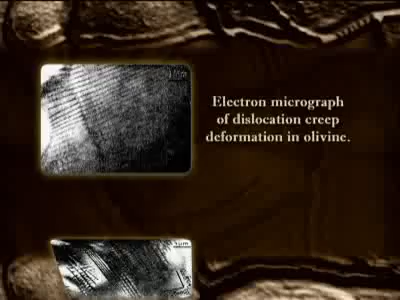 Electron micrograph
of dislocation creep
deformation in olivine.